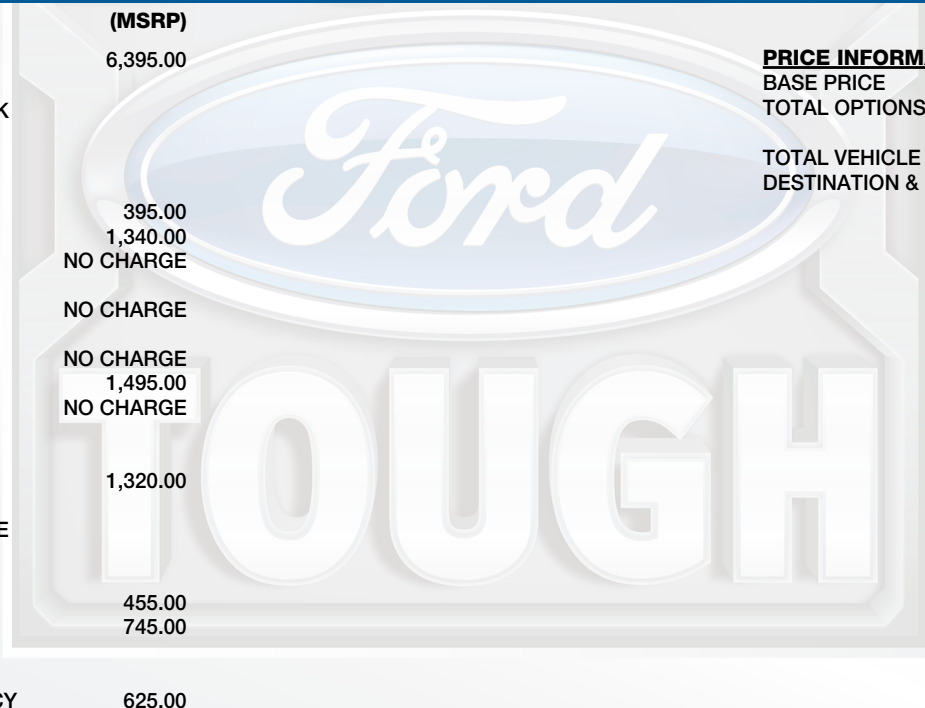 (MSRP)
6,395.00
K
395.00
1,340.00
NO CHARGE
NO CHARGE
NO CHARGE
1,495.00
NO CHARGE
1,320.00
E
455.00
745.00
CY 625.00
PRICE INFORMA
BASE PRICE
TOTAL OPTIONS
TOTAL VEHICLE
DESTINATION &
Ford
TOUGH